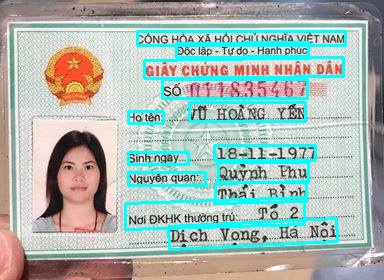 CỘNG HÒA XÃ HỘI CHỦ NGHĨA VIỆT NAM
Độc lập - Tự do - Hạnh phúc
GIẤY CHỨNG MINH NHÂN DÂN
SỐ 017835467
Họ tên: VŨ HOÀNG YẾN
Sinh ngày... 18-11-1977
Nguyên quán... Quỳnh Phụ
Thái Bình
Nơi ĐKHK thường trú: Tổ 2
Dịch Vọng, Hà Nội